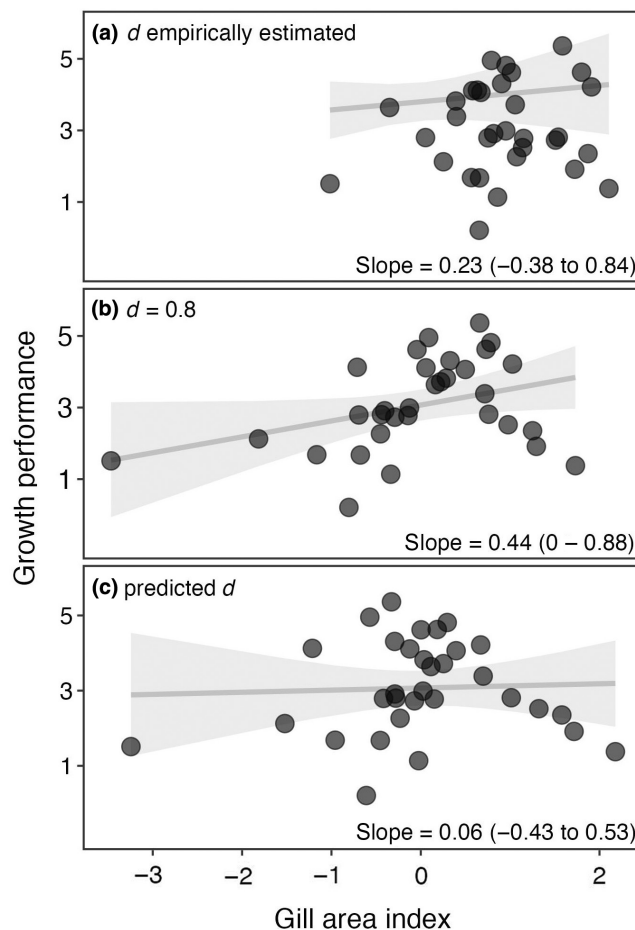 (a) d empirically estimated
5
3
1
Slope = 0.23 (−0.38 to 0.84)
(b) d = 0.8
5
3
1
Slope = 0.44 (0 − 0.88)
(c) predicted d
5
3
1
Slope = 0.06 (−0.43 to 0.53)
Growth performance
−3 −2 −1 0 2
Gill area index